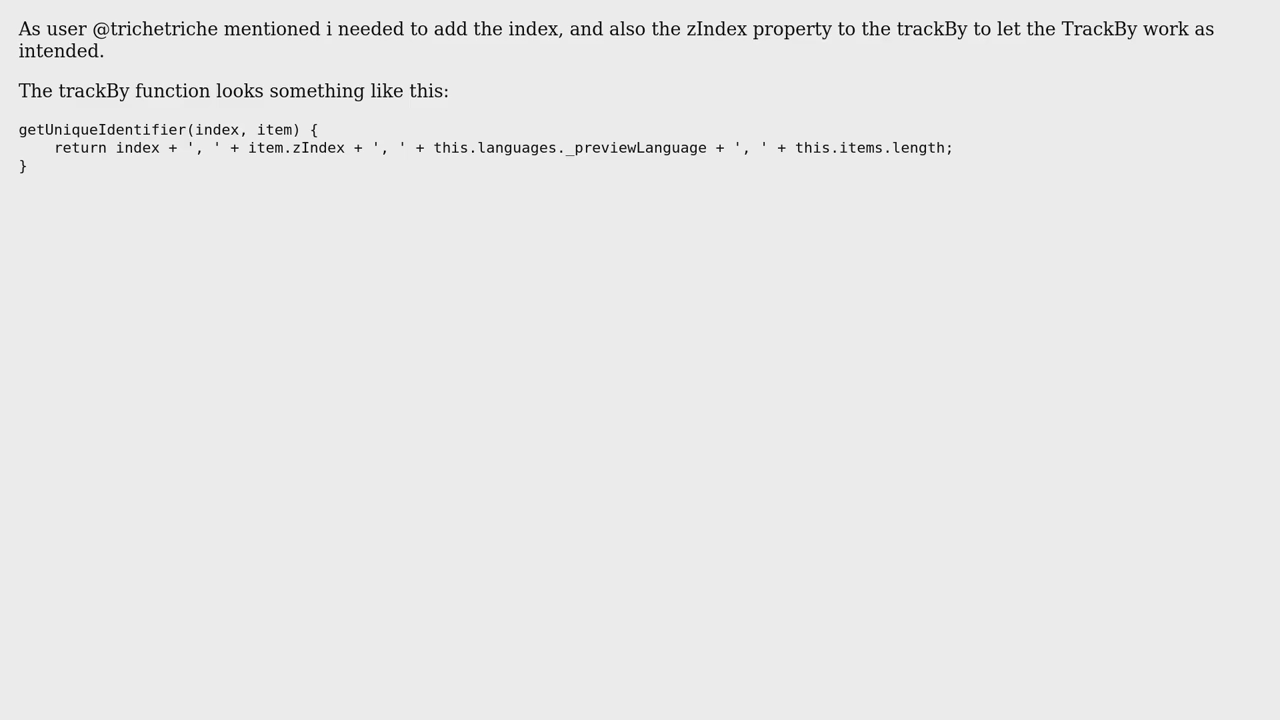 As user @trichetriche mentioned i needed to add the index, and also the zIndex property to the trackBy to let the TrackBy work as
intended.
The trackBy function looks something like this:
getUniqueIdentifier(index, item) {
    return index + ', ' + item.zIndex + ', ' + this.languages._previewLanguage + ', ' + this.items.length;
}